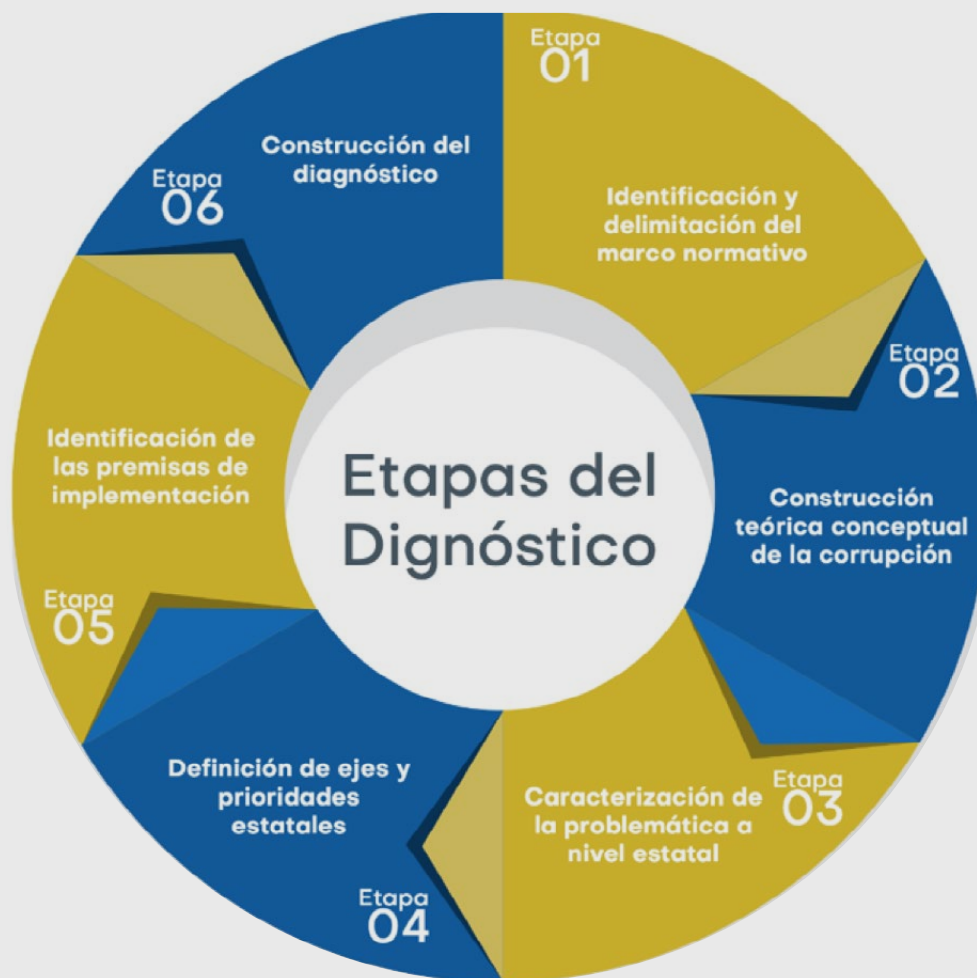 Etapas del
Dignóstico
Etapa
01
Identificación y
delimitación del
marco normativo
Etapa
02
Construcción
teórica conceptual
de la corrupción
Etapa
03
Caracterización de
la problemática a
nivel estatal
Etapa
04
Definición de ejes y
prioridades
estatales
Etapa
05
Identificación de
las premisas de
implementación
Etapa
06
Construcción del
diagnóstico